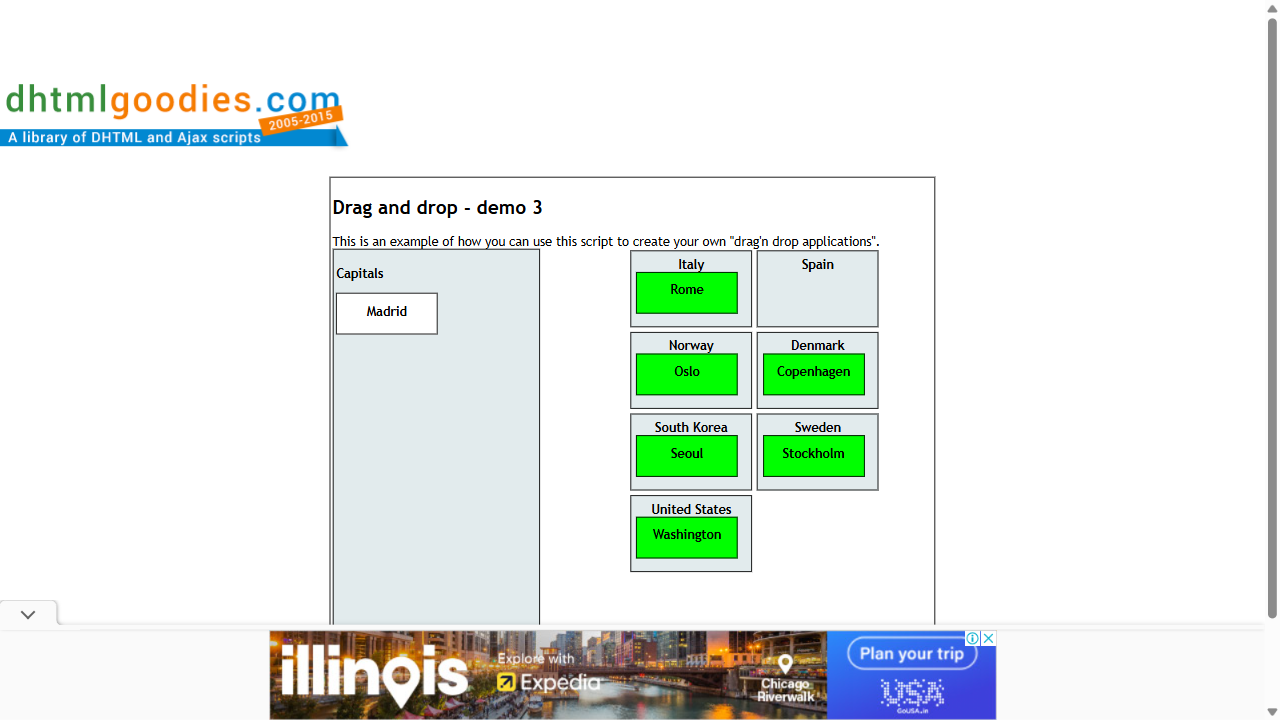 dhtmlgoodies.com
2005-2015
A library of DHTML and Ajax scripts
Drag and drop - demo 3
This is an example of how you can use this script to create your own "drag'n drop applications".
Capitals
Madrid
Italy
Rome
Spain
Norway
Oslo
Denmark
Copenhagen
South Korea
Seoul
Sweden
Stockholm
United States
Washington
illinois
Explore with
Expedia
Chicago
Riverwalk
Plan your trip
USA
GoUSA.in